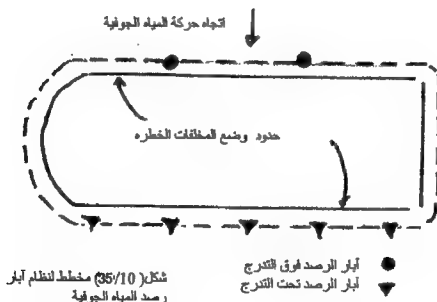 اتجاه حركة المياه الجوفية
حدود وضع المخلفات الخطره
آبار الرصد فوق التدرج
آبار الرصد تحت التدرج
شكل (35/10) مخطط لنظام آبار
رصد المياه الجوفية